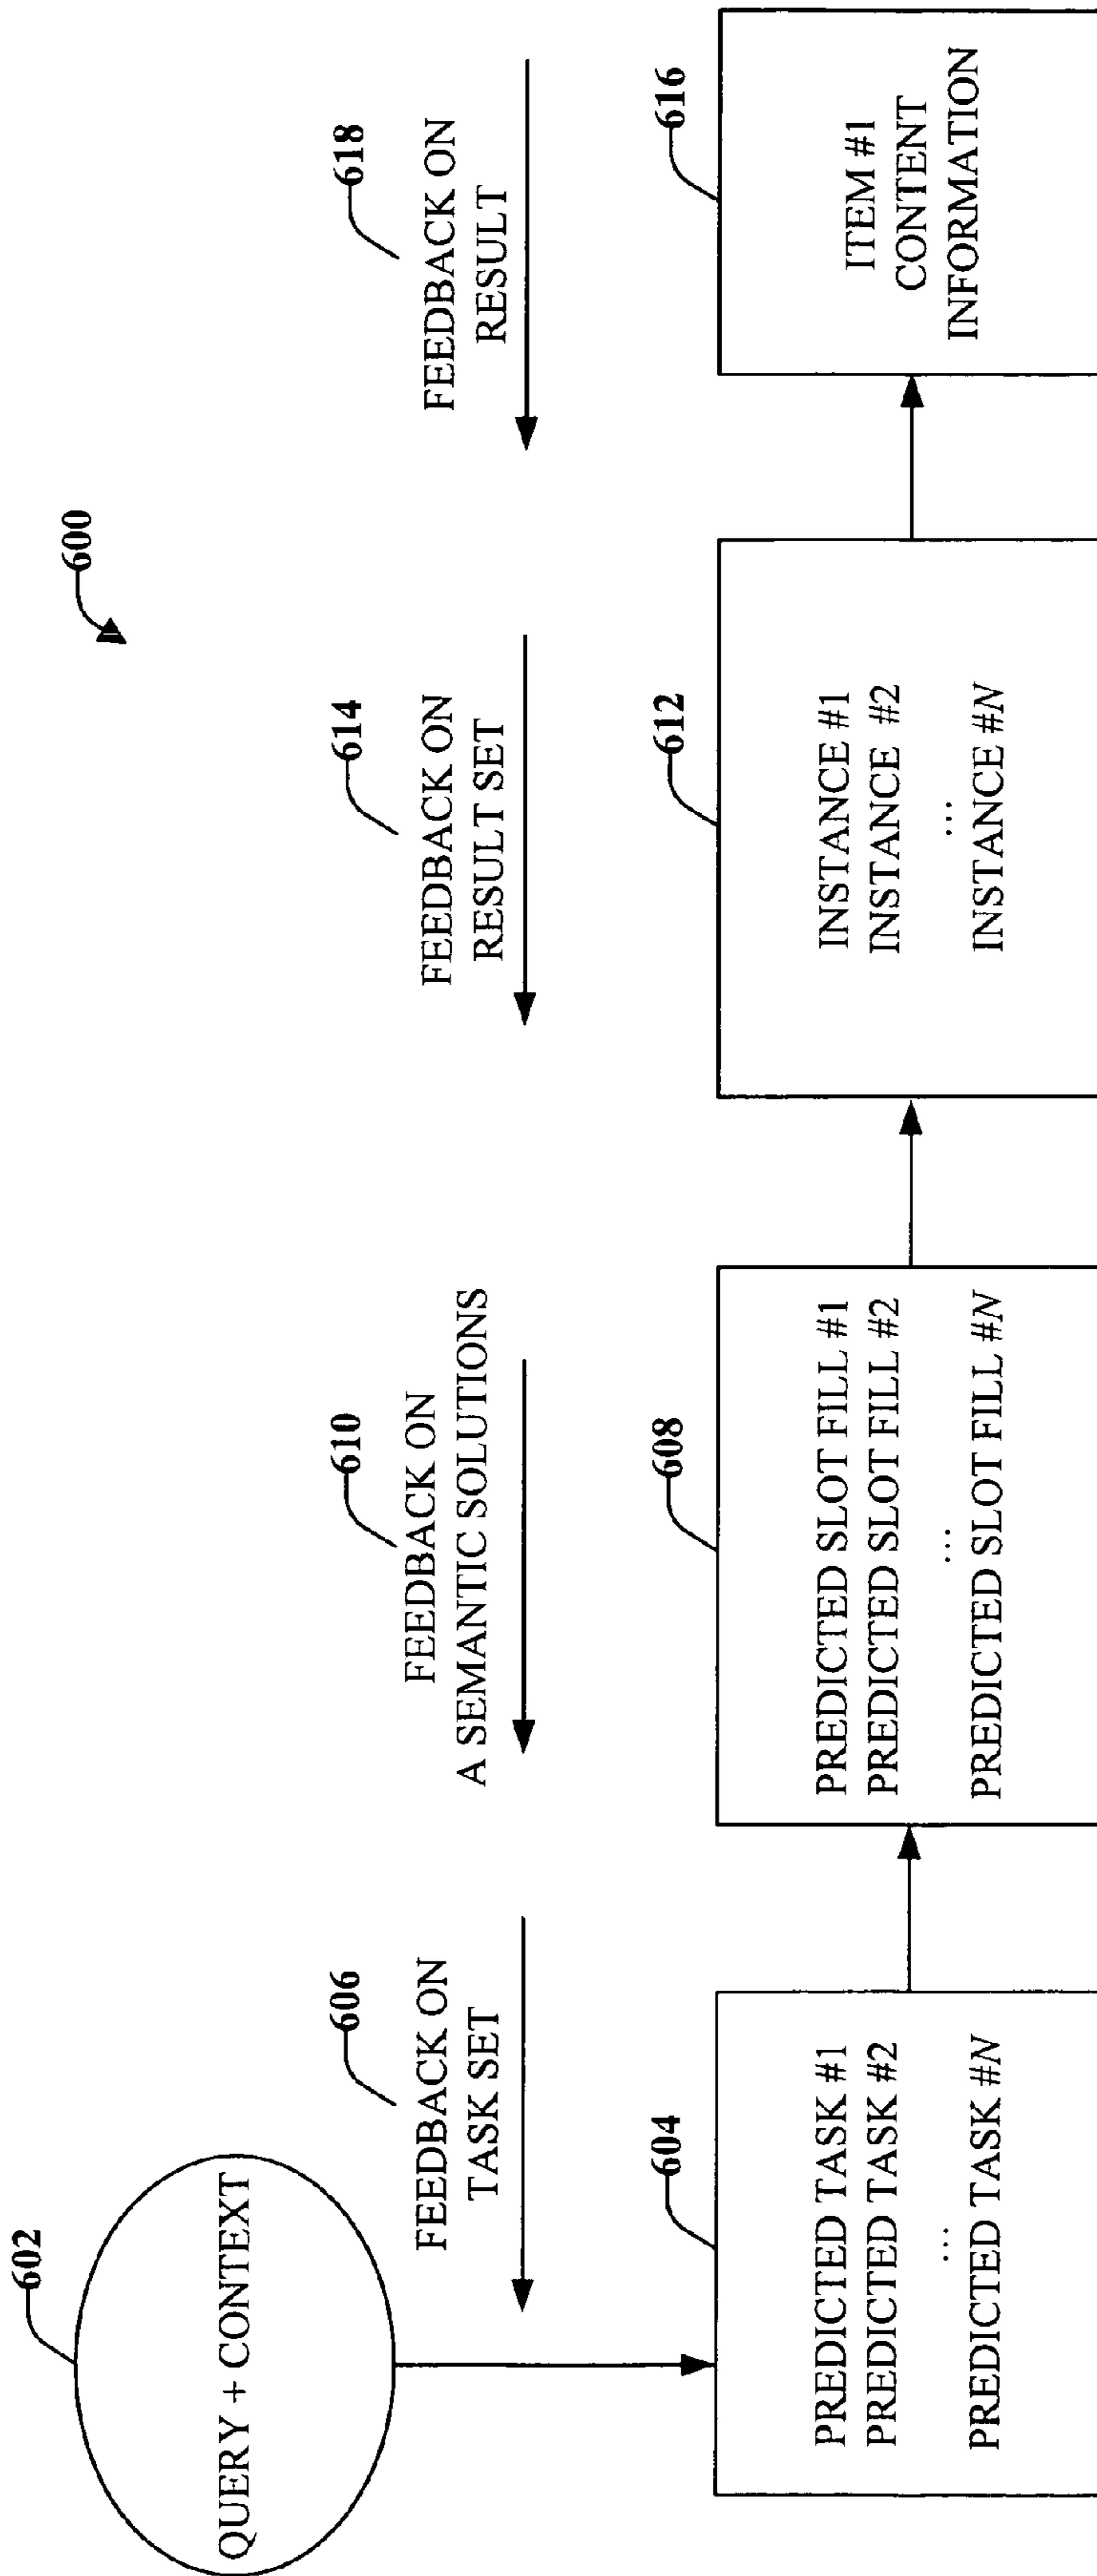 600
602
QUERY + CONTEXT
606
FEEDBACK ON
TASK SET
610
FEEDBACK ON
A SEMANTIC SOLUTIONS
614
FEEDBACK ON
RESULT SET
618
FEEDBACK ON
RESULT
604
PREDICTED TASK #1
PREDICTED TASK #2
...
PREDICTED TASK #N
608
PREDICTED SLOT FILL #1
PREDICTED SLOT FILL #2
...
PREDICTED SLOT FILL #N
612
INSTANCE #1
INSTANCE #2
...
INSTANCE #N
616
ITEM #1
CONTENT
INFORMATION